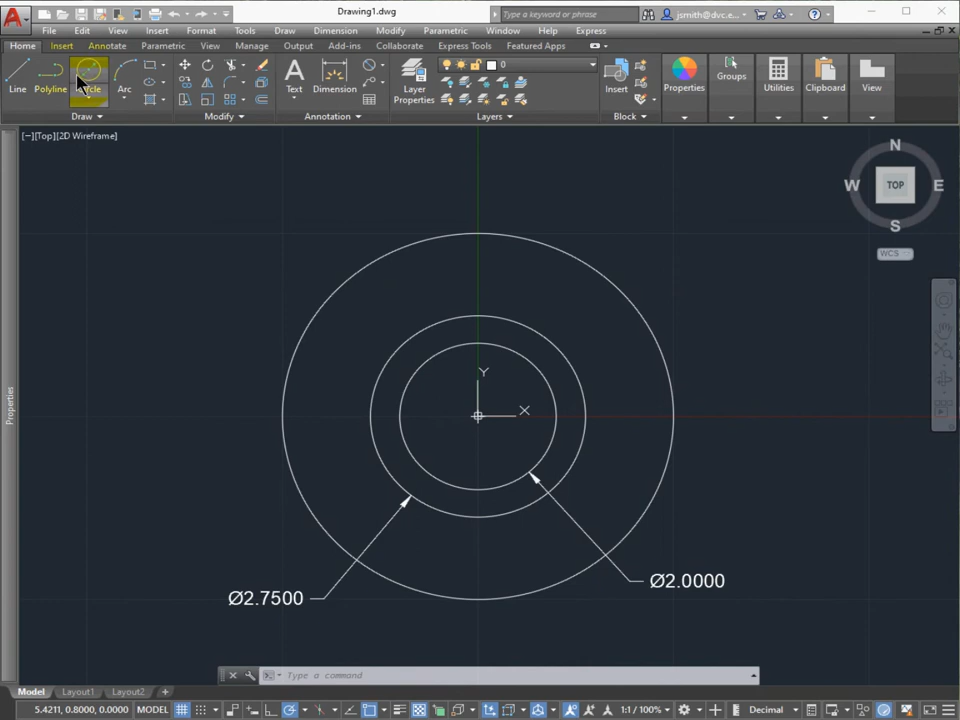 Drawing1.dwg
Type a keyword or phrase
jsmith@dvc.e...
File Edit View Insert Format Tools Draw Dimension Modify Parametric Window Help Express
Home Insert Annotate Parametric View Manage Output Add-ins Collaborate Express Tools Featured Apps
0
Line Polyline Circle Arc
Text Dimension
Layer
Properties
Insert
Properties Groups Utilities Clipboard View
Draw Modify Annotation Layers Block
[−][Top][2D Wireframe]
N
W TOP E
S
WCS
Y
X
Properties
Ø2.0000
Ø2.7500
Type a command
Model Layout1 Layout2 +
5.4211, 0.8000, 0.0000 MODEL 1:1 / 100% Decimal